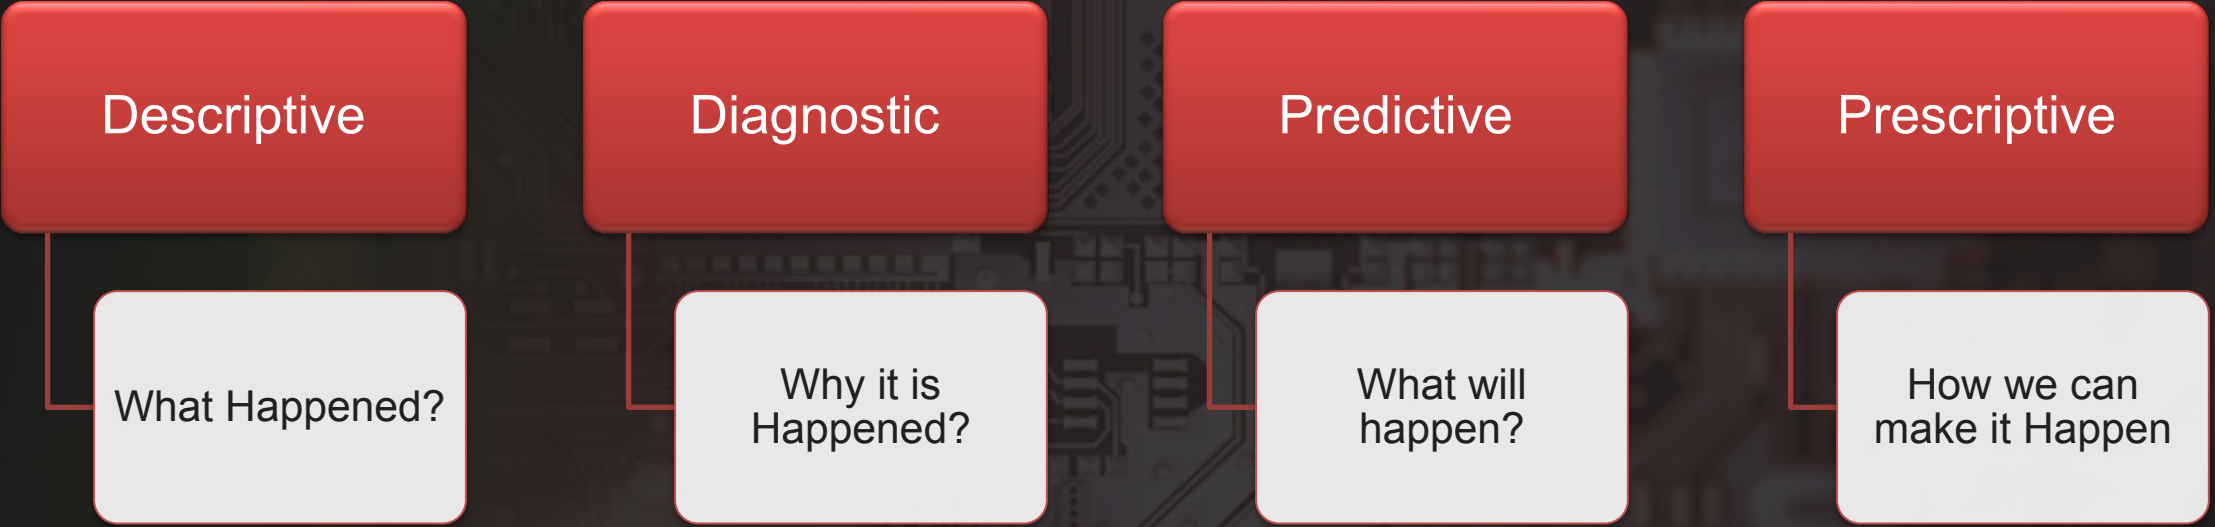 Descriptive
Diagnostic
Predictive
Prescriptive
What Happened?
Why it is
Happened?
What will
happen?
How we can
make it Happen